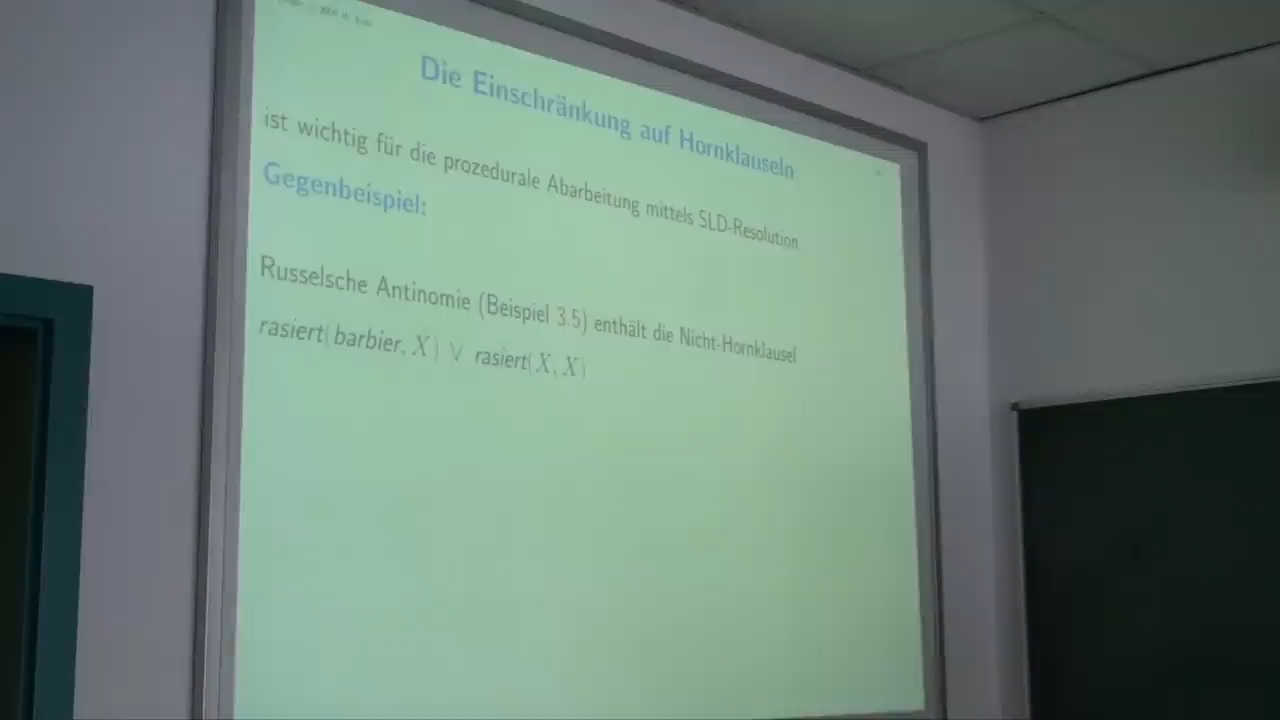 Die Einschränkung auf Hornklauseln
ist wichtig für die prozedurale Abarbeitung mittels SLD-Resolution
Gegenbeispiel:
Russelsche Antinomie (Beispiel 3.5) enthält die Nicht-Hornklausel
rasiert(barbier, X) ∨ rasiert(X, X)